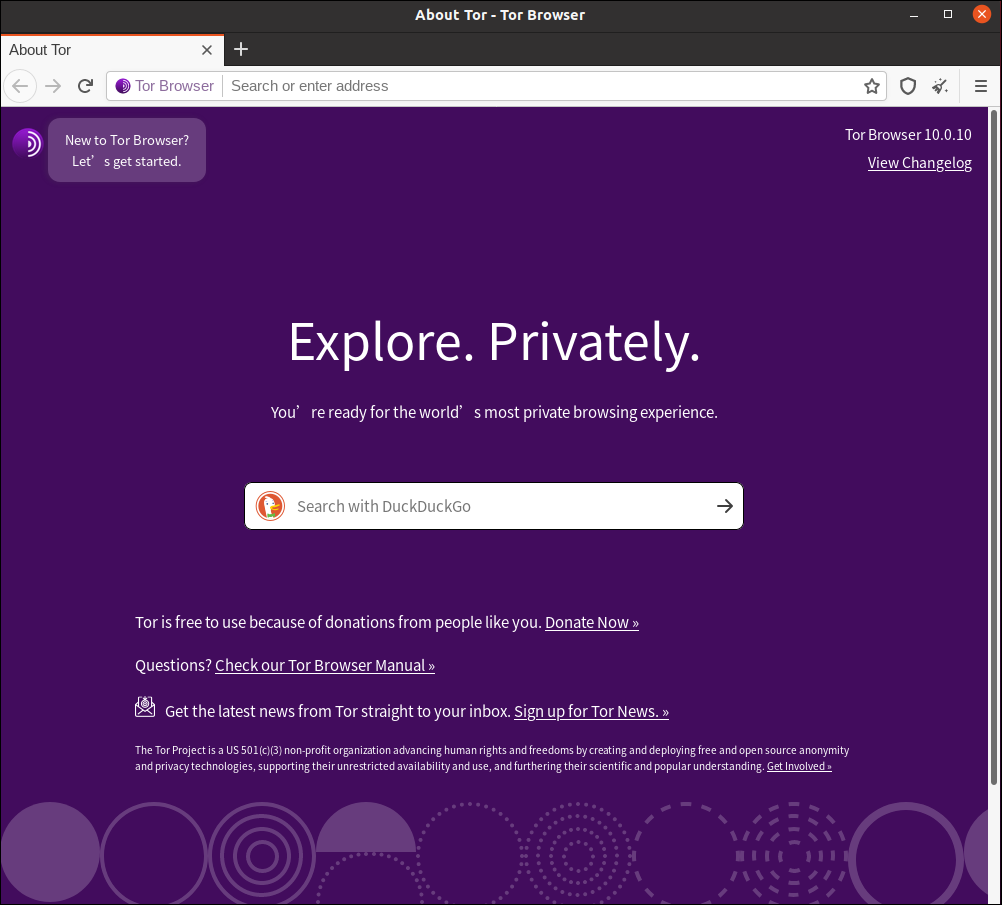 About Tor - Tor Browser
About Tor
Tor Browser
Search or enter address
New to Tor Browser?
Let’s get started.
Tor Browser 10.0.10
View Changelog
Explore. Privately.
You’re ready for the world’s most private browsing experience.
Search with DuckDuckGo
Tor is free to use because of donations from people like you. Donate Now »
Questions? Check our Tor Browser Manual »
Get the latest news from Tor straight to your inbox. Sign up for Tor News. »
The Tor Project is a US 501(c)(3) non-profit organization advancing human rights and freedoms by creating and deploying free and open source anonymity
and privacy technologies, supporting their unrestricted availability and use, and furthering their scientific and popular understanding. Get Involved »